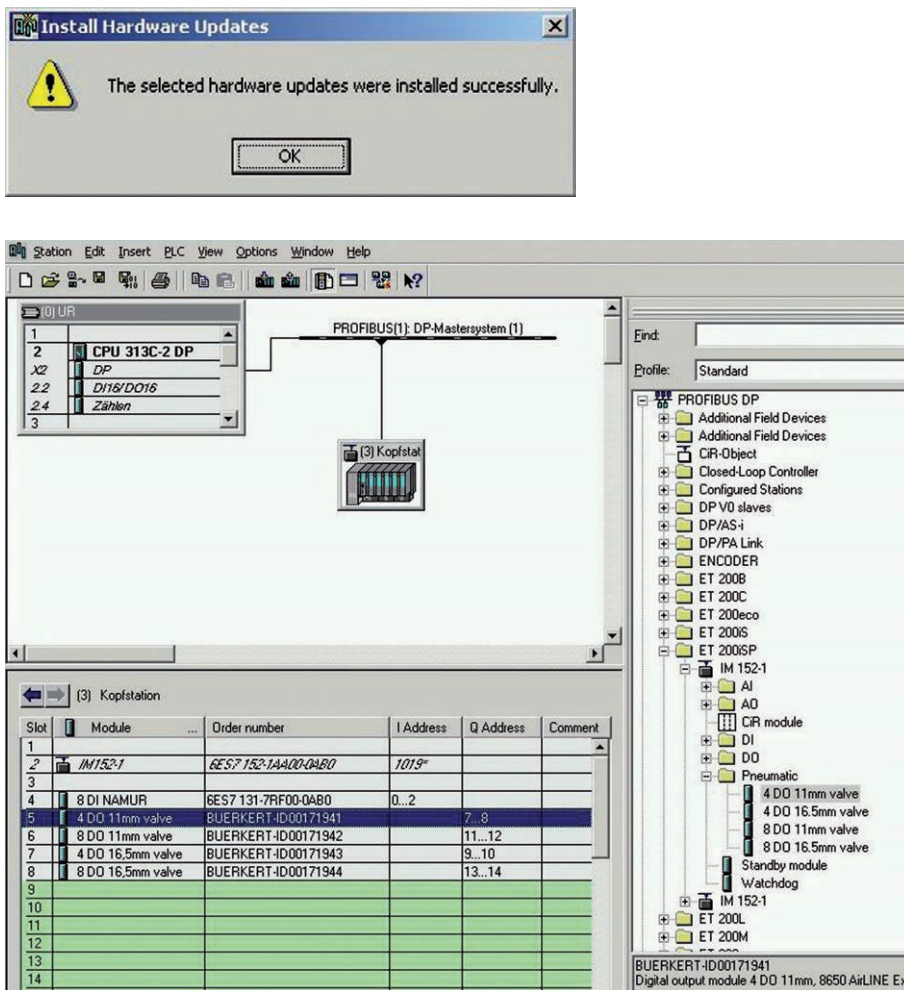 Install Hardware Updates
The selected hardware updates were installed successfully.
OK
Station Edit Insert PLC View Options Window Help
(0) UR
1
2 CPU 313C-2 DP
X2 DP
2.2 DI16/DO16
2.4 Zählen
3
PROFIBUS(1): DP-Mastersystem (1)
(3) Kopfstat
Find:
Profile: Standard
PROFIBUS DP
Additional Field Devices
Additional Field Devices
CiR-Object
Closed-Loop Controller
Configured Stations
DP V0 slaves
DP/AS-i
DP/PA Link
ENCODER
ET 200B
ET 200C
ET 200eco
ET 200iS
ET 200iSP
IM 152-1
AI
AO
CiR module
DI
DO
Pneumatic
4 DO 11mm valve
4 DO 16.5mm valve
8 DO 11mm valve
8 DO 16.5mm valve
Standby module
Watchdog
IM 152-1
ET 200L
ET 200M
BUERKERT-ID00171941
Digital output module 4 DO 11mm, 8650 AirLINE Ex
(3) Kopfstation
Slot Module ... Order number I Address Q Address Comment
1
2 IM152-1 6ES7 152-1AA00-0AB0 1019*
3
4 8 DI NAMUR 6ES7 131-7RF00-0AB0 0...2
5 4 DO 11mm valve BUERKERT-ID00171941 7...8
6 8 DO 11mm valve BUERKERT-ID00171942 11...12
7 4 DO 16,5mm valve BUERKERT-ID00171943 9...10
8 8 DO 16,5mm valve BUERKERT-ID00171944 13...14
9
10
11
12
13
14